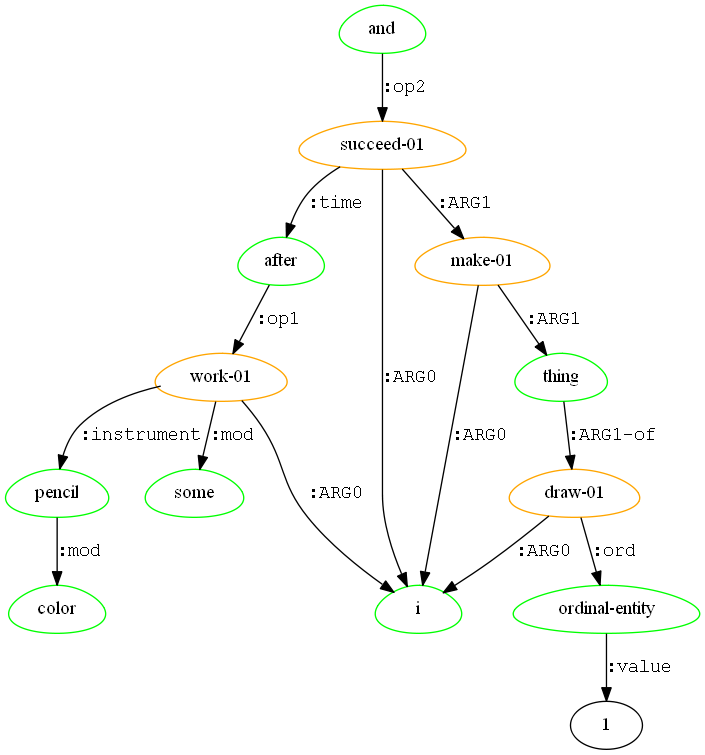 and
:op2
succeed-01
:time
:ARG1
after
make-01
:op1
:ARG1
:ARG0
work-01
thing
:instrument
:mod
:ARG0
:ARG1-of
:ARG0
pencil
some
draw-01
:mod
:ARG0
:ord
color
i
ordinal-entity
:value
1